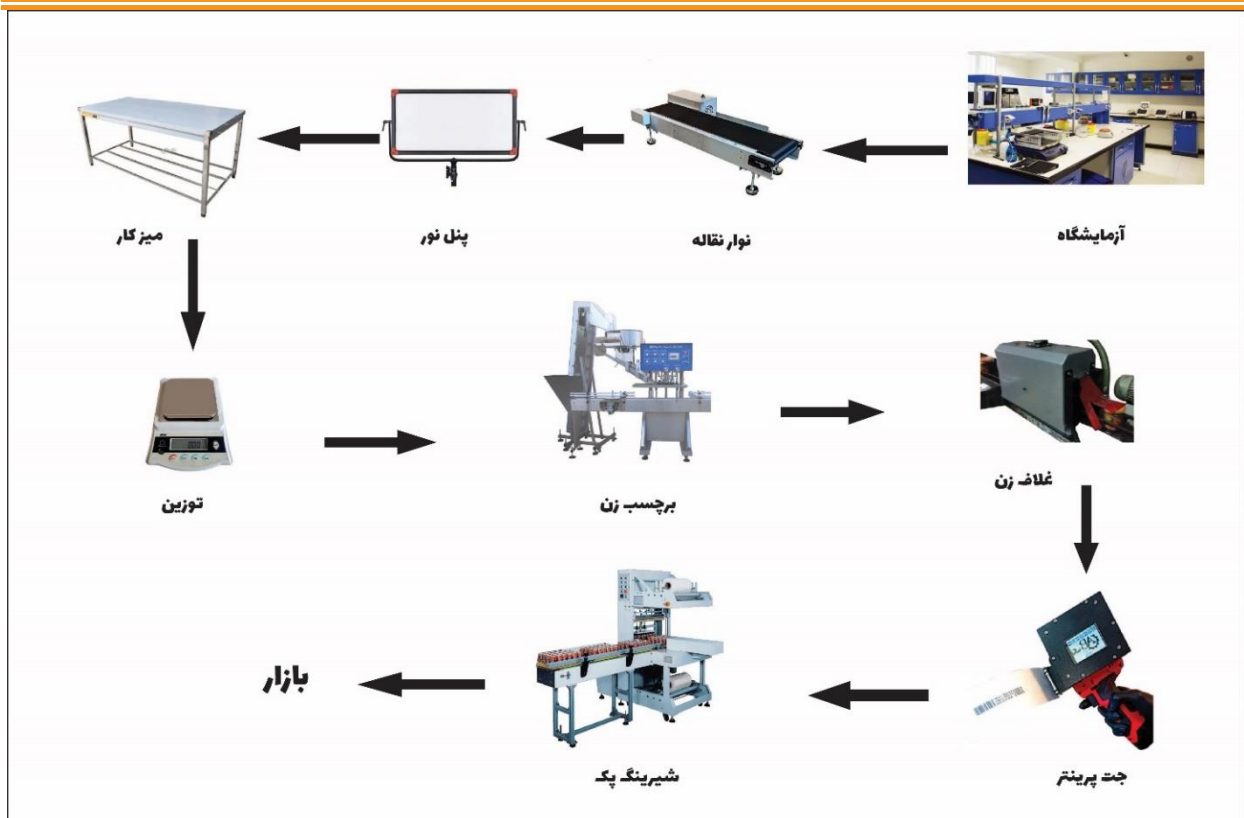 آزمایشگاه
نوار نقاله
پنل نور
میز کار
توزین
برچسب زن
غلاف زن
جت پرینتر
شیرینگ پک
بازار